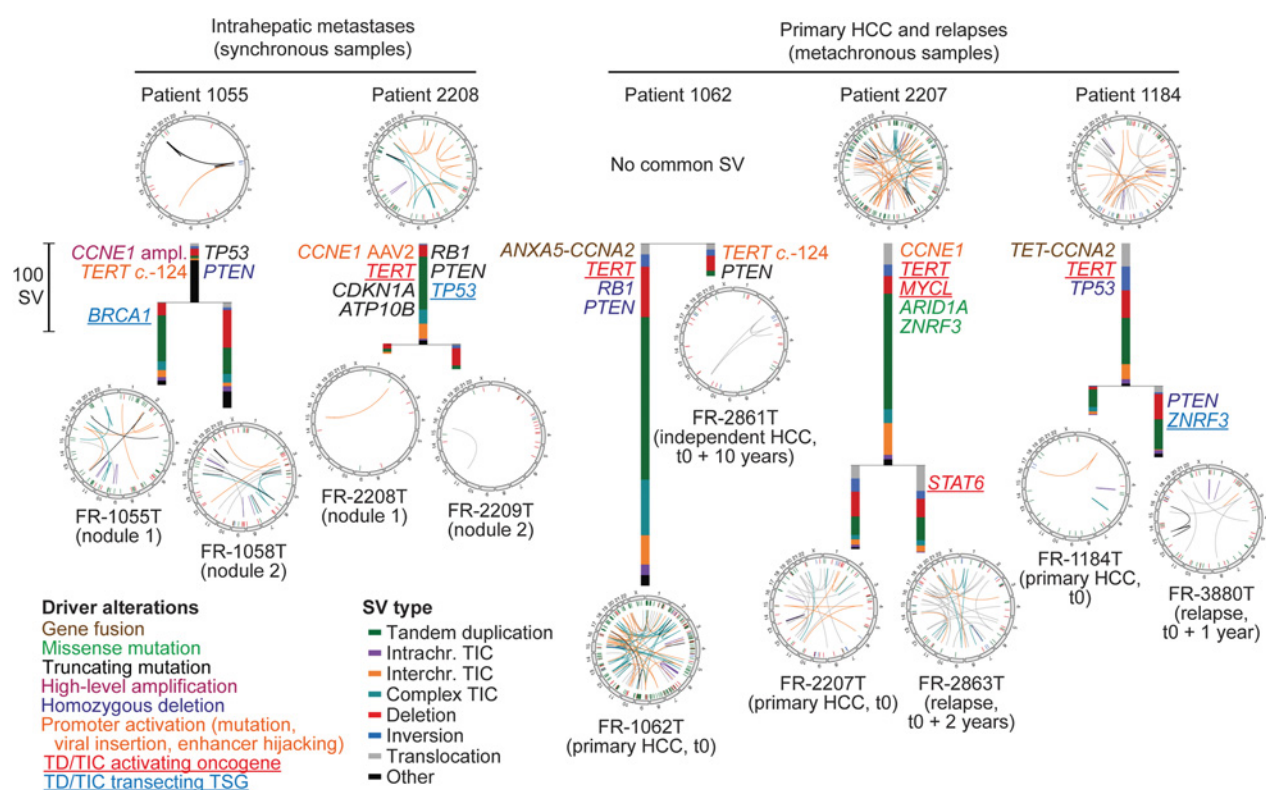 Intrahepatic metastases
(synchronous samples)
Primary HCC and relapses
(metachronous samples)
Patient 1055
Patient 2208
Patient 1062
Patient 2207
Patient 1184
No common SV
100
SV
CCNE1 ampl.
TERT c.-124
TP53
PTEN
BRCA1
CCNE1 AAV2
TERT
CDKN1A
ATP10B
RB1
PTEN
TP53
ANXA5-CCNA2
TERT
RB1
PTEN
TERT c.-124
PTEN
CCNE1
TERT
MYCL
ARID1A
ZNRF3
STAT6
TET-CCNA2
TERT
TP53
PTEN
ZNRF3
FR-1055T
(nodule 1)
FR-1058T
(nodule 2)
FR-2208T
(nodule 1)
FR-2209T
(nodule 2)
FR-2861T
(independent HCC,
t0 + 10 years)
FR-1062T
(primary HCC, t0)
FR-2207T
(primary HCC, t0)
FR-2863T
(relapse,
t0 + 2 years)
FR-1184T
(primary HCC,
t0)
FR-3880T
(relapse,
t0 + 1 year)
Driver alterations
Gene fusion
Missense mutation
Truncating mutation
High-level amplification
Homozygous deletion
Promoter activation (mutation,
viral insertion, enhancer hijacking)
TD/TIC activating oncogene
TD/TIC transecting TSG
SV type
Tandem duplication
Intrachr. TIC
Interchr. TIC
Complex TIC
Deletion
Inversion
Translocation
Other